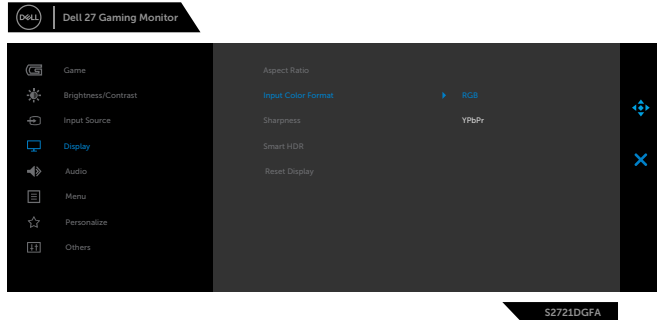 DELL
Dell 27 Gaming Monitor
Game
Aspect Ratio
Brightness/Contrast
Input Color Format
RGB
Input Source
Sharpness
YPbPr
Display
Smart HDR
Audio
Reset Display
Menu
Personalize
Others
S2721DGFA